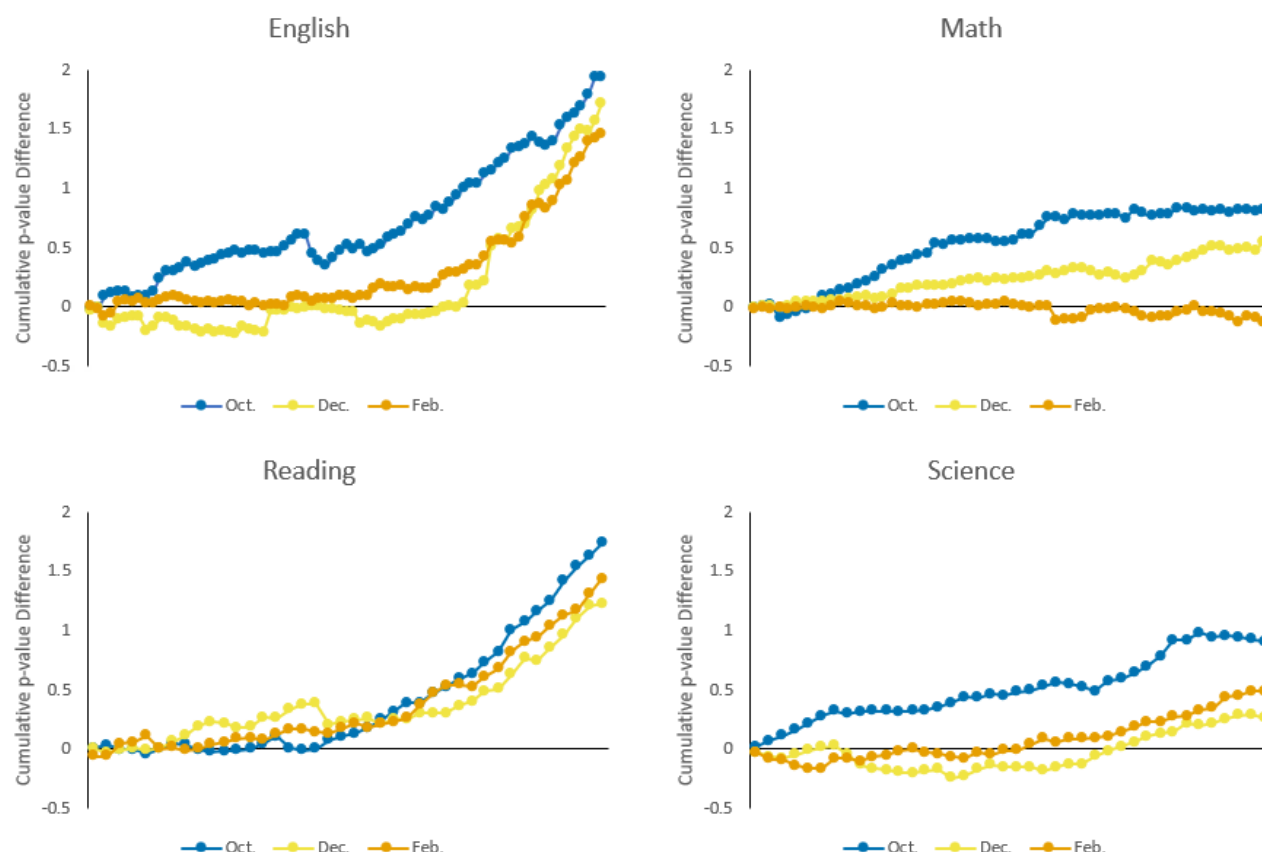 English
Cumulative p-value Difference
2
1.5
1
0.5
0
-0.5
Oct. Dec. Feb.
Math
Cumulative p-value Difference
2
1.5
1
0.5
0
-0.5
Oct. Dec. Feb.
Reading
Cumulative p-value Difference
2
1.5
1
0.5
0
-0.5
Oct. Dec. Feb.
Science
Cumulative p-value Difference
2
1.5
1
0.5
0
-0.5
Oct. Dec. Feb.